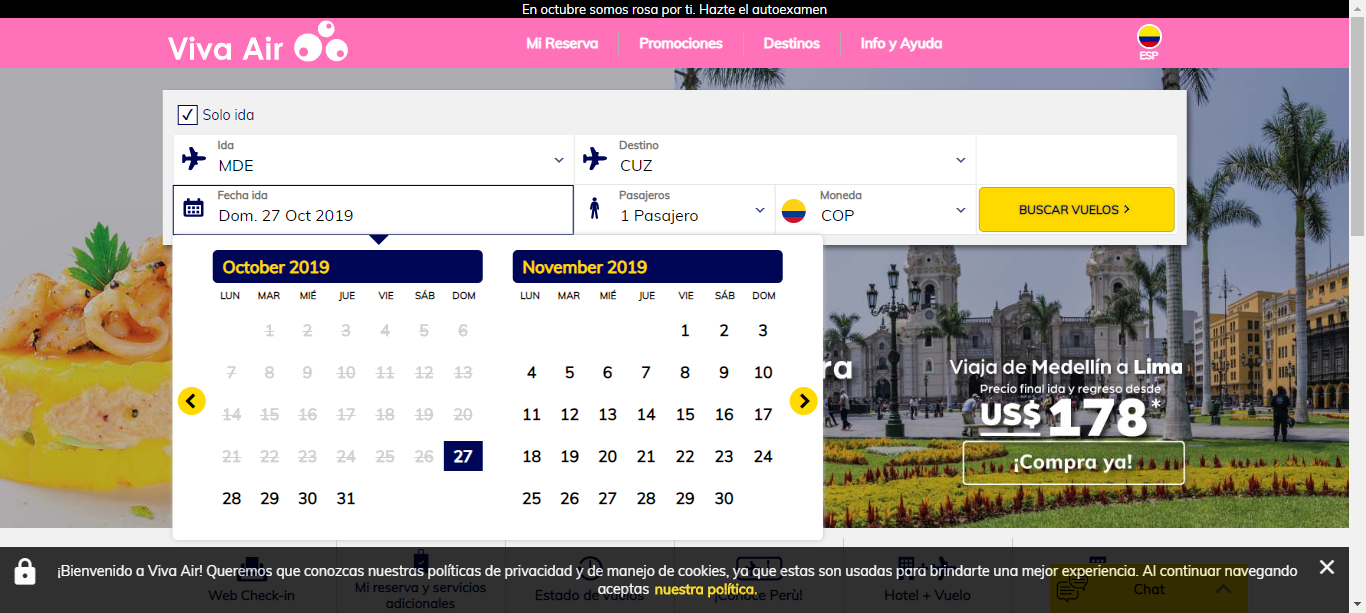 En octubre somos rosa por ti. Hazte el autoexamen
Viva Air
Mi Reserva
Promociones
Destinos
Info y Ayuda
ESP
Solo ida
Ida
MDE
Destino
CUZ
Fecha ida
Dom. 27 Oct 2019
Pasajeros
1 Pasajero
Moneda
COP
BUSCAR VUELOS >
October 2019
LUN MAR MIÉ JUE VIE SÁB DOM
1 2 3 4 5 6
7 8 9 10 11 12 13
14 15 16 17 18 19 20
21 22 23 24 25 26 27
28 29 30 31
November 2019
LUN MAR MIÉ JUE VIE SÁB DOM
1 2 3
4 5 6 7 8 9 10
11 12 13 14 15 16 17
18 19 20 21 22 23 24
25 26 27 28 29 30
ra
Viaja de Medellín a Lima
Precio final ida y regreso desde
US$ 178*
¡Compra ya!
¡Bienvenido a Viva Air! Queremos que conozcas nuestras políticas de privacidad y de manejo de cookies, ya que estas son usadas para brindarte una mejor experiencia. Al continuar navegando
aceptas nuestra política.
Web Check-in
Mi reserva y servicios
adicionales
Estado de vuelos
¡Conoce Perù!
Hotel + Vuelo
Chat